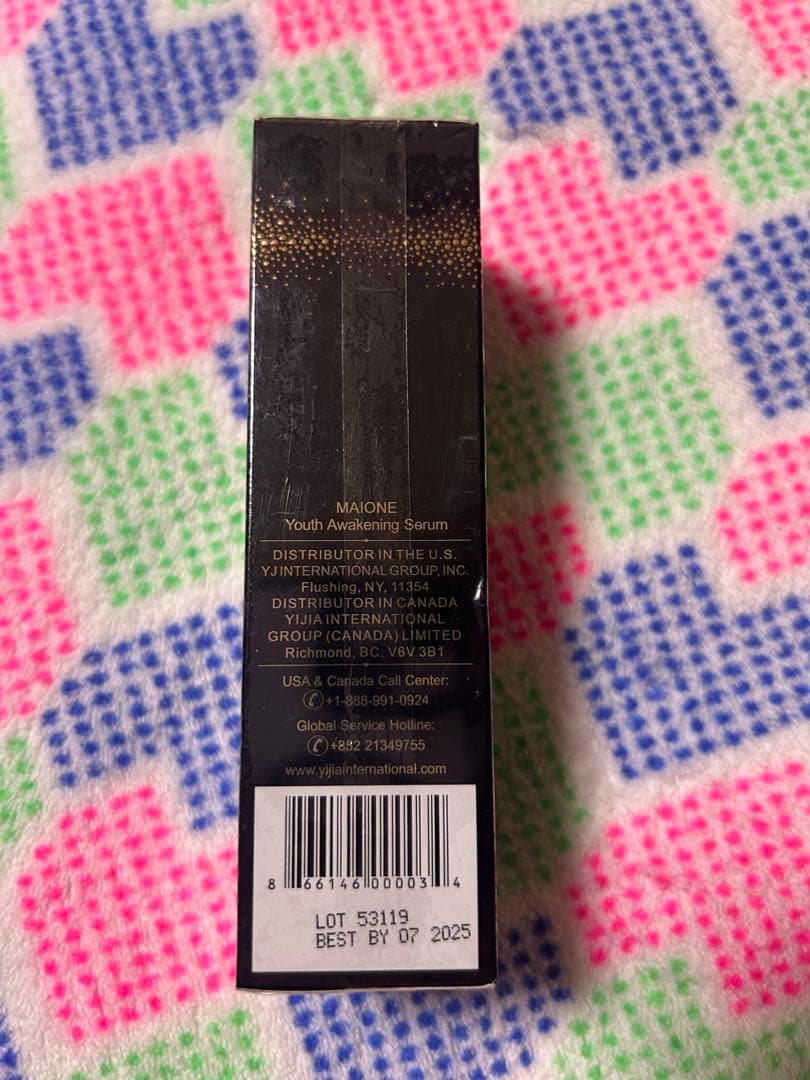 MAIONE
Youth Awakening Serum
DISTRIBUTOR IN THE U.S.
YJ INTERNATIONAL GROUP, INC.
Flushing, NY, 11354
DISTRIBUTOR IN CANADA
YIJIA INTERNATIONAL
GROUP (CANADA) LIMITED
Richmond, BC, V6V 3B1
USA & Canada Call Center:
+1-888-991-0924
Global Service Hotline:
+852 21349755
www.yijiainternational.com
8 66146 00003 4
LOT 53119
BEST BY 07 2025